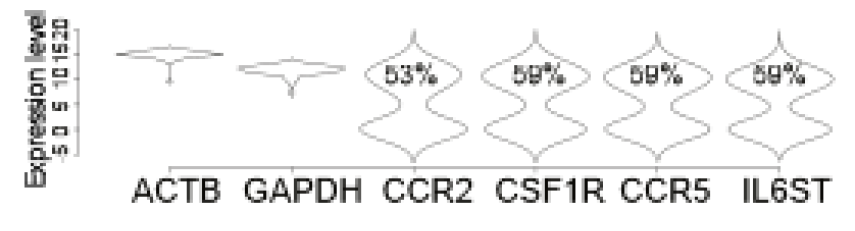 Expression level
-5 0 5 10 15 20
53% 59% 59% 59%
ACTB GAPDH CCR2 CSF1R CCR5 IL6ST